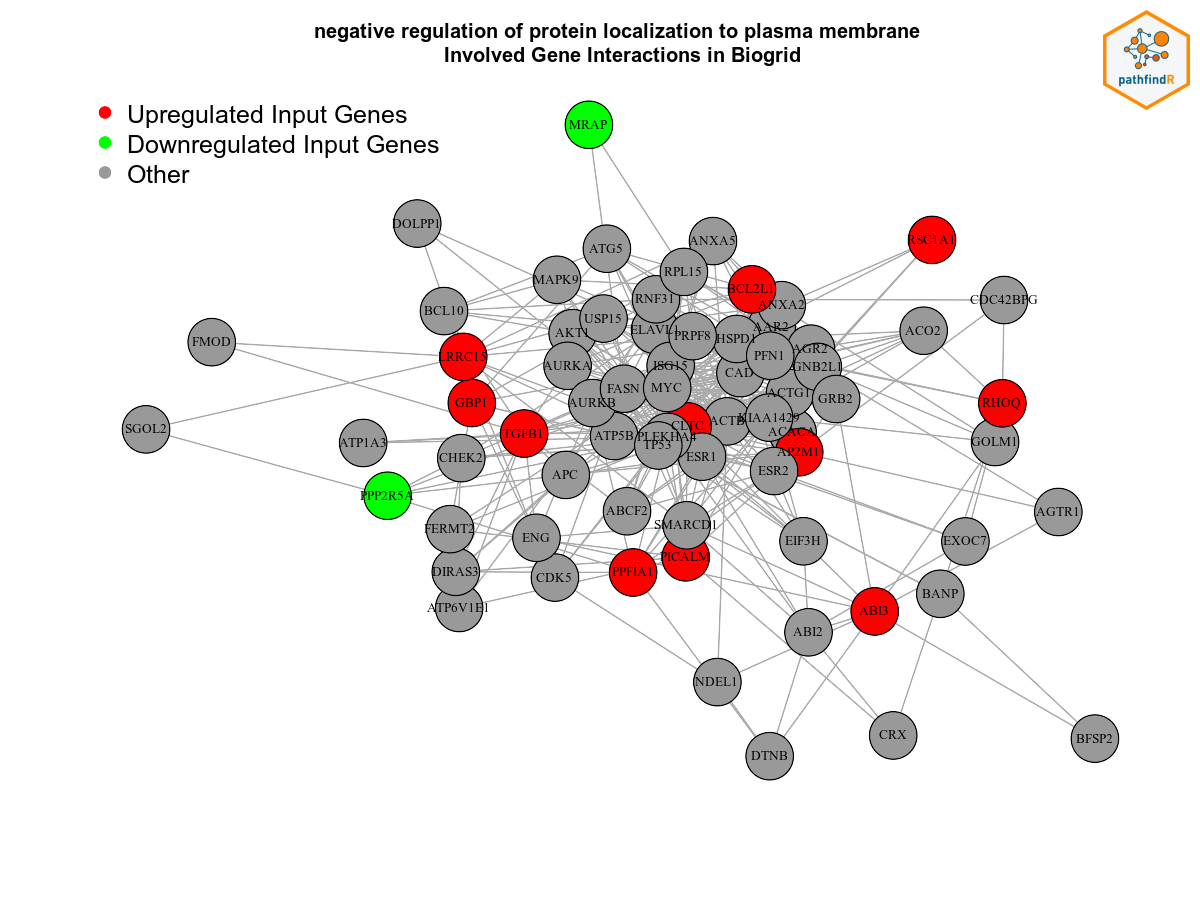 negative regulation of protein localization to plasma membrane
Involved Gene Interactions in Biogrid
pathfindR
Upregulated Input Genes
Downregulated Input Genes
Other
MRAP
DOLPP1
ATG5
ANXA5
RSC1A1
RPL15
MAPK9
BCL2L1
RNF31
ANXA2
CDC42BPG
BCL10
USP15
AKT1
ELAVL1
AAR2
ACO2
FMOD
PRPF8
HSPD1
AGR2
LRRC15
PFN1
AURKA
ISG15
GNB2L1
CAD
FASN
MYC
ACTG1
GRB2
GBP1
AURKB
RHOQ
KIAA1429
ACTB
CLTC
SGOL2
TGFB1
ATP5B
PLEKHA4
ACACA
ATP1A3
TP53
GOLM1
AP2M1
CHEK2
ESR1
ESR2
APC
PPP2R5A
ABCF2
AGTR1
SMARCD1
FERMT2
ENG
EIF3H
EXOC7
PICALM
DIRAS3
PPFIA1
CDK5
BANP
ATP6V1E1
ABI3
ABI2
NDEL1
CRX
BFSP2
DTNB